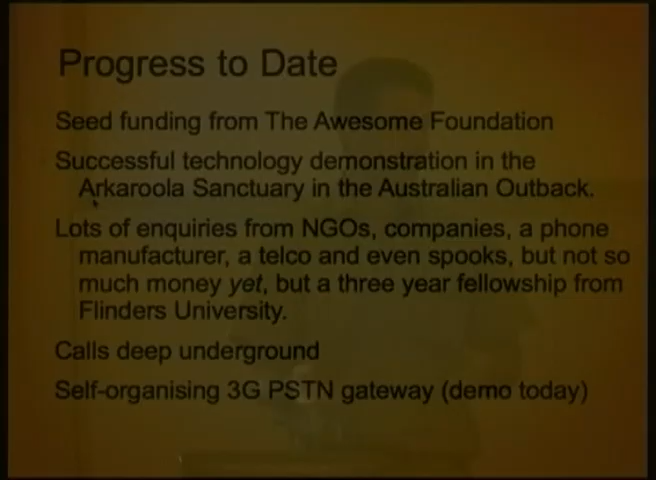 Progress to Date
Seed funding from The Awesome Foundation
Successful technology demonstration in the
Arkaroola Sanctuary in the Australian Outback.
Lots of enquiries from NGOs, companies, a phone
manufacturer, a telco and even spooks, but not so
much money yet, but a three year fellowship from
Flinders University.
Calls deep underground
Self-organising 3G PSTN gateway (demo today)